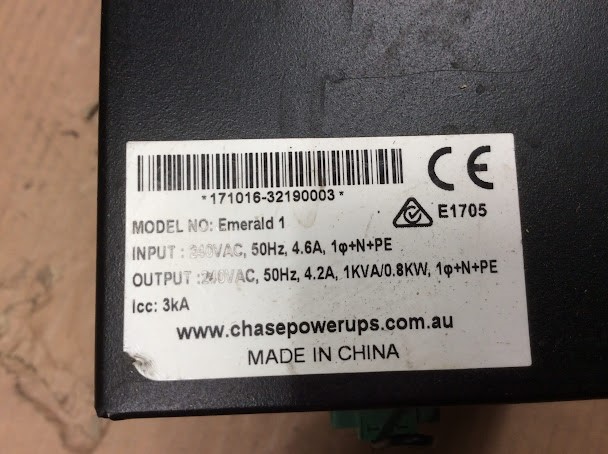 *171016-32190003*
CE
E1705
MODEL NO: Emerald 1
INPUT : VAC, 50Hz, 4.6A, 1φ+N+PE
OUTPUT : VAC, 50Hz, 4.2A, 1KVA/0.8KW, 1φ+N+PE
Icc: 3kA
www.chasepowerups.com.au
MADE IN CHINA